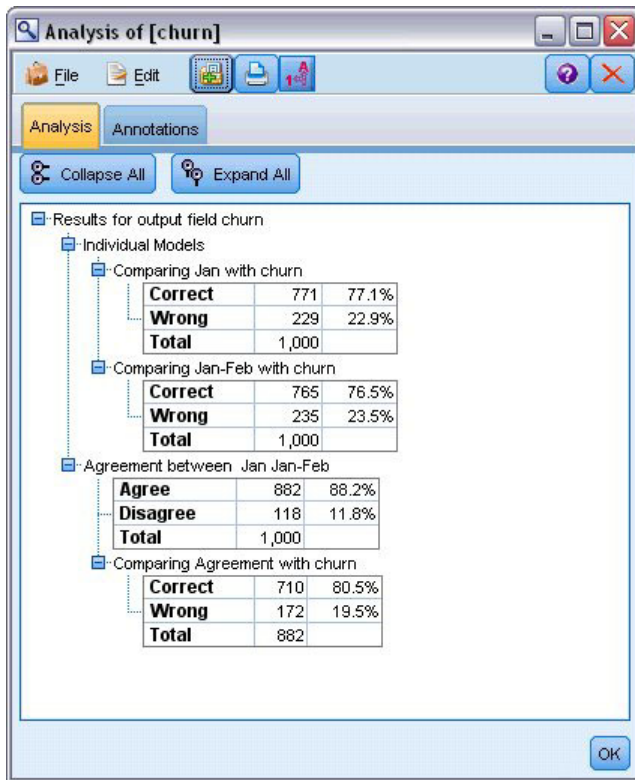 Analysis of [churn]
File Edit
Analysis Annotations
Collapse All Expand All
Results for output field churn
Individual Models
Comparing Jan with churn
Correct 771 77.1%
Wrong 229 22.9%
Total 1,000
Comparing Jan-Feb with churn
Correct 765 76.5%
Wrong 235 23.5%
Total 1,000
Agreement between Jan Jan-Feb
Agree 882 88.2%
Disagree 118 11.8%
Total 1,000
Comparing Agreement with churn
Correct 710 80.5%
Wrong 172 19.5%
Total 882
OK